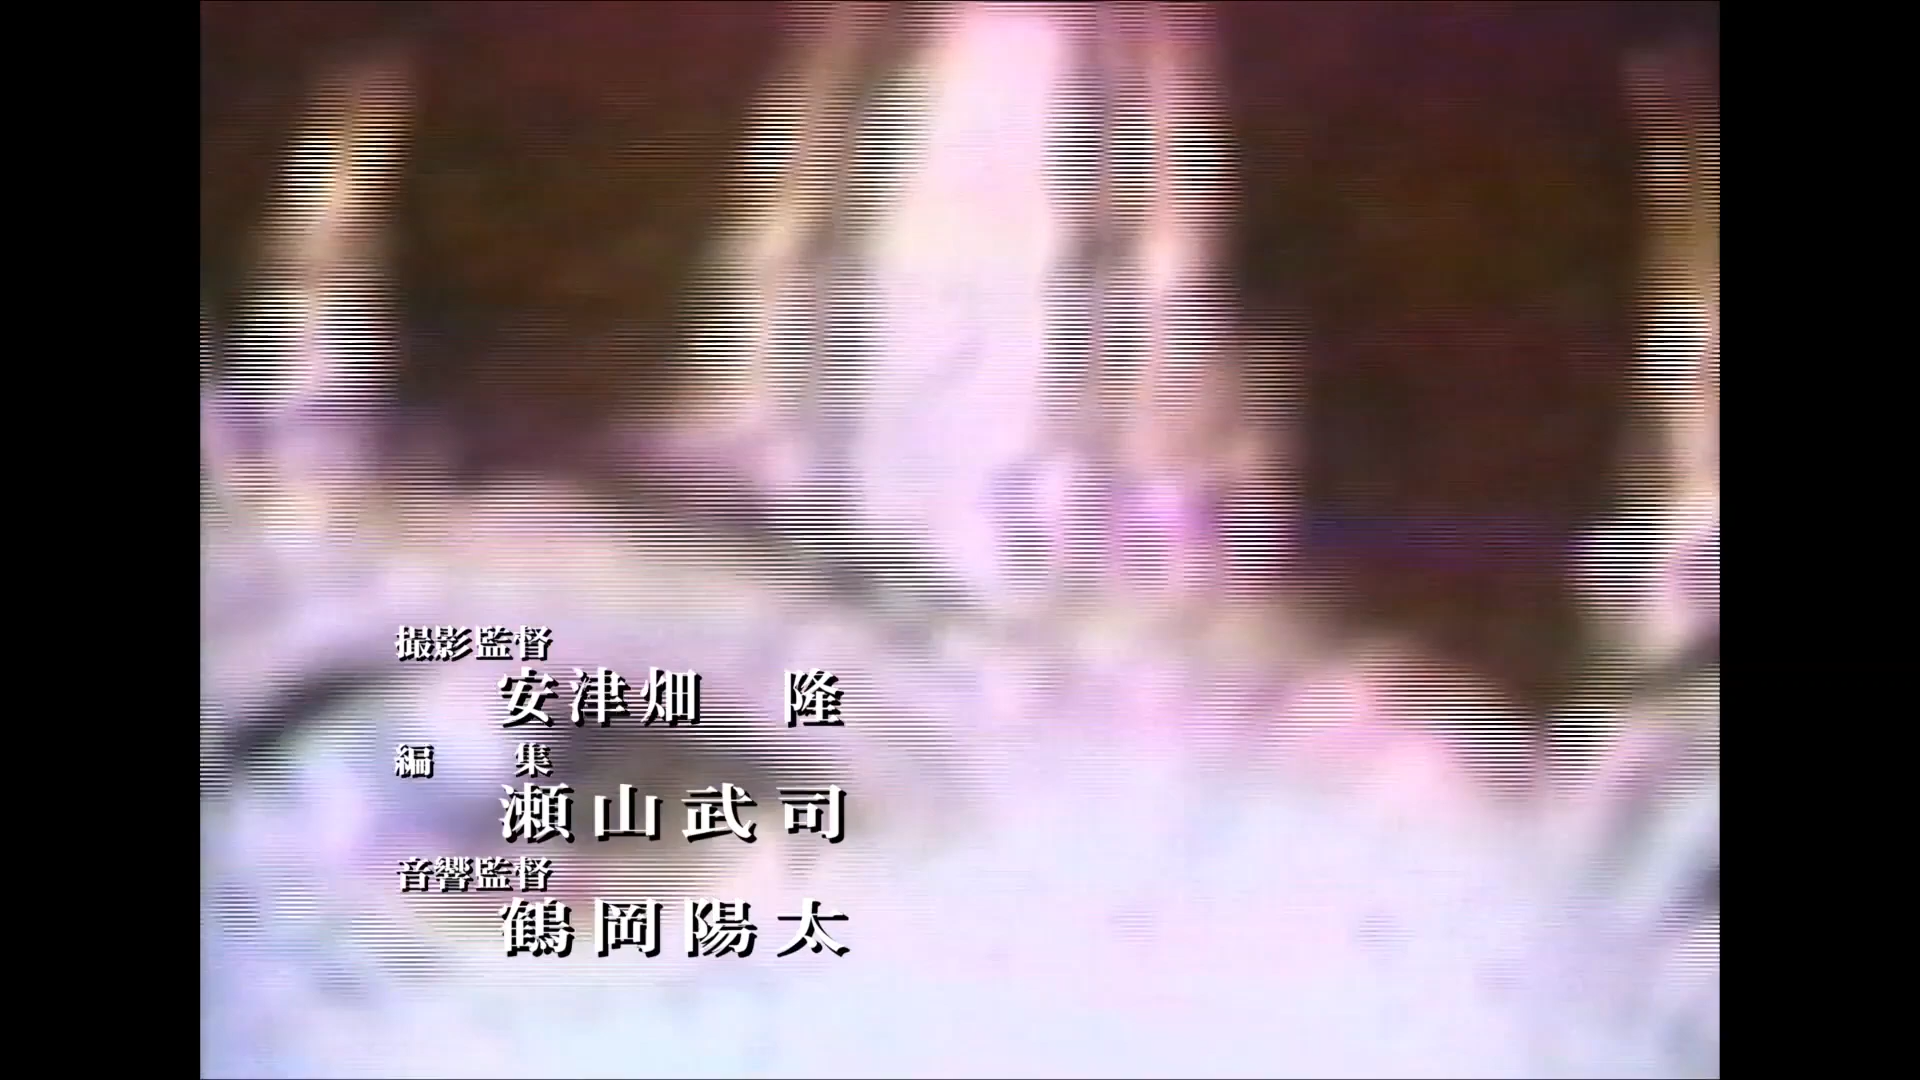 撮影監督
安津畑　隆
編　　集
瀬山武司
音響監督
鶴岡陽太